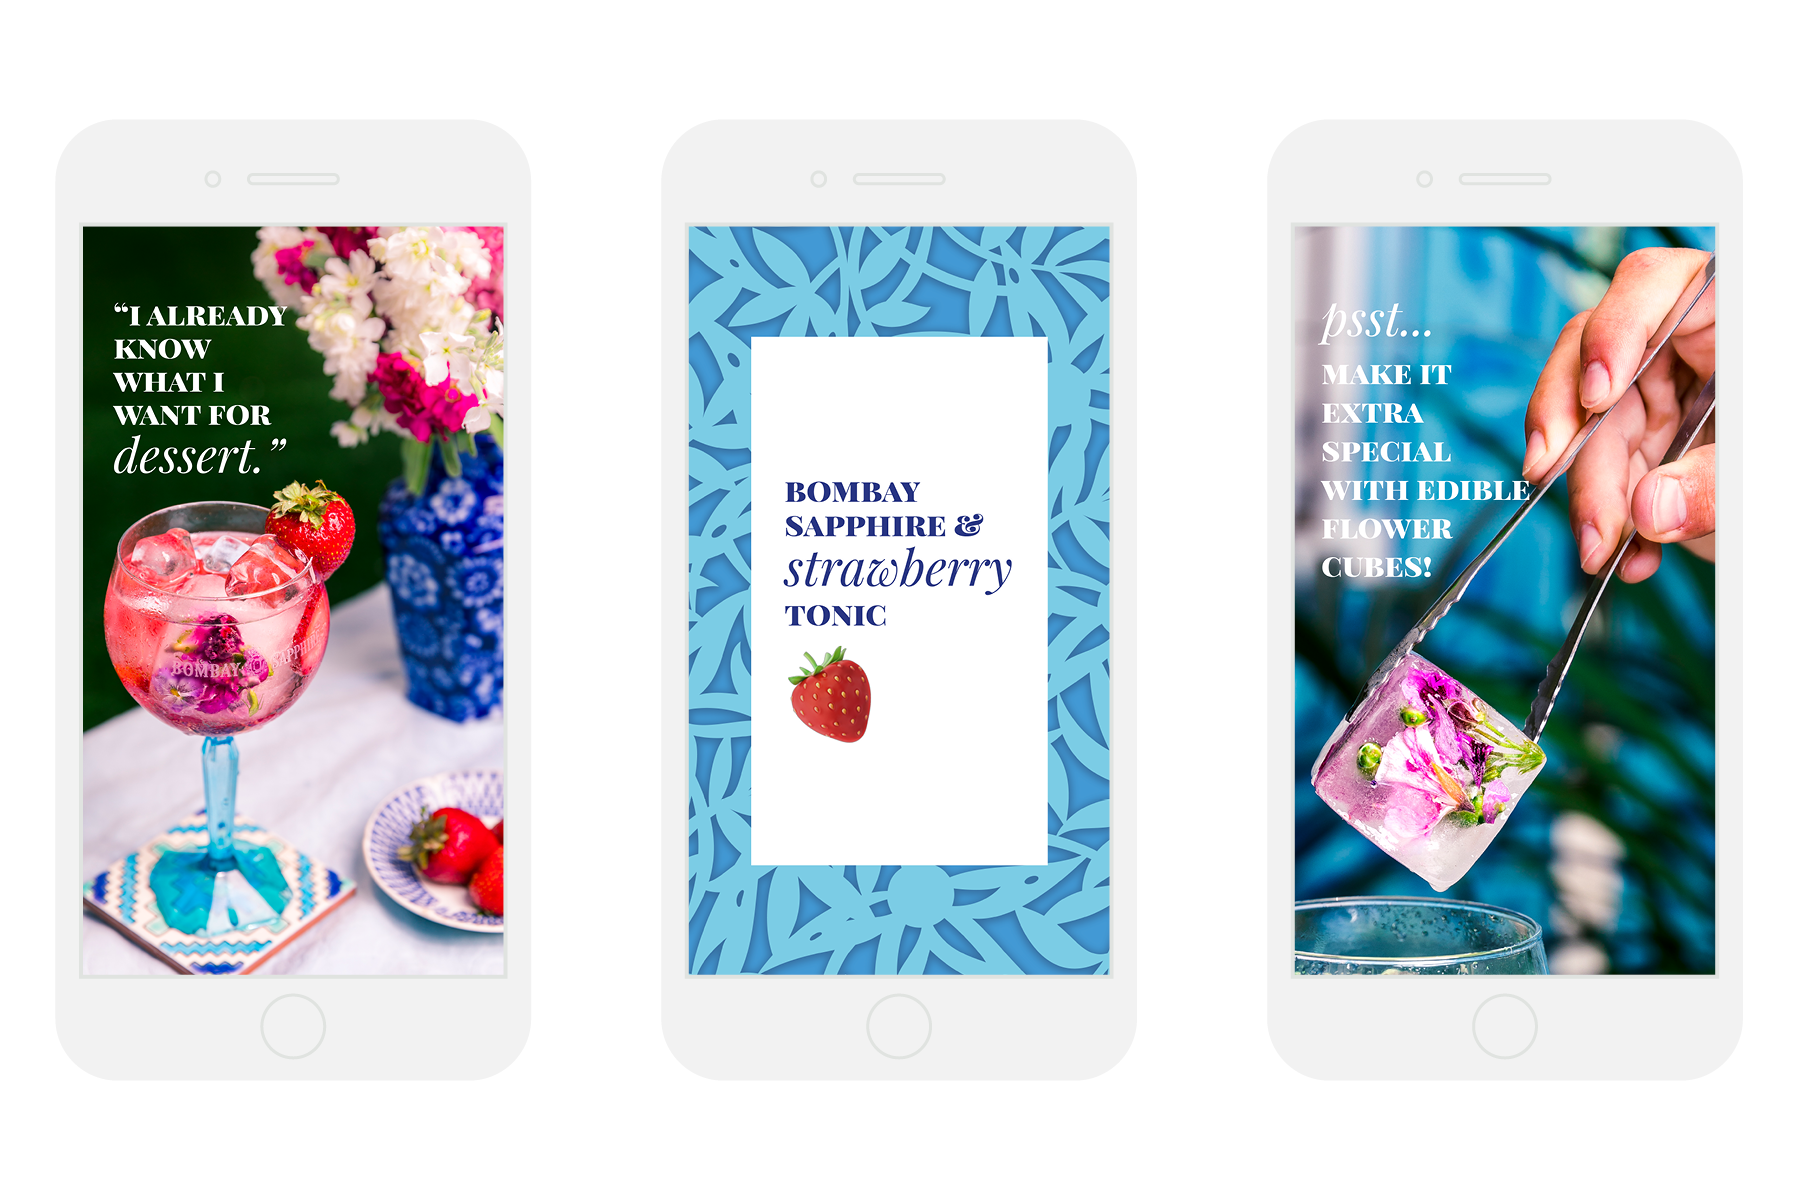 “I ALREADY
KNOW
WHAT I
WANT FOR
dessert.”
BOMBAY SAPPHIRE
BOMBAY
SAPPHIRE &
strawberry
TONIC
psst...
MAKE IT
EXTRA
SPECIAL
WITH EDIBLE
FLOWER
CUBES!